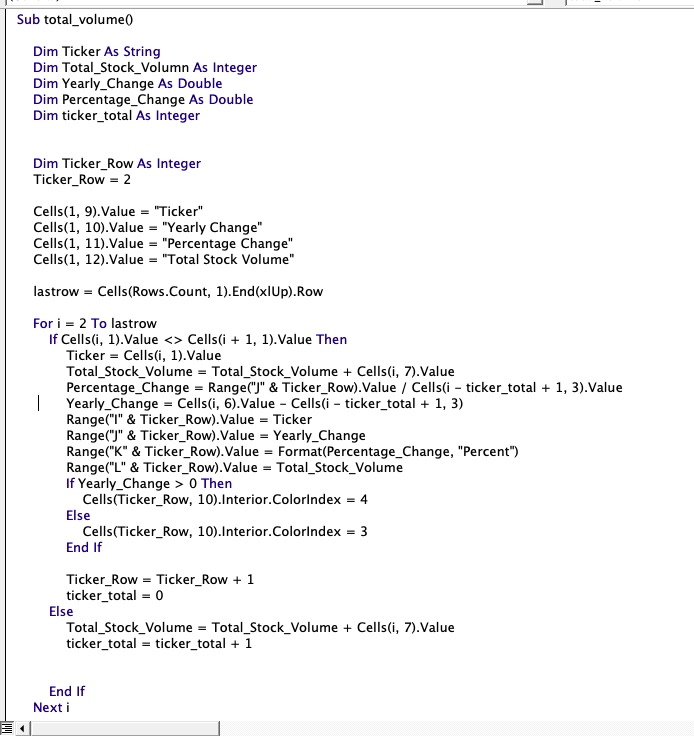 Sub total_volume()
Dim Ticker As String
Dim Total_Stock_Volumn As Integer
Dim Yearly_Change As Double
Dim Percentage_Change As Double
Dim ticker_total As Integer
Dim Ticker_Row As Integer
Ticker_Row = 2
Cells(1, 9).Value = "Ticker"
Cells(1, 10).Value = "Yearly Change"
Cells(1, 11).Value = "Percentage Change"
Cells(1, 12).Value = "Total Stock Volume"
lastrow = Cells(Rows.Count, 1).End(xlUp).Row
For i = 2 To lastrow
If Cells(i, 1).Value <> Cells(i + 1, 1).Value Then
Ticker = Cells(i, 1).Value
Total_Stock_Volume = Total_Stock_Volume + Cells(i, 7).Value
Percentage_Change = Range("J" & Ticker_Row).Value / Cells(i - ticker_total + 1, 3).Value
Yearly_Change = Cells(i, 6).Value - Cells(i - ticker_total + 1, 3)
Range("I" & Ticker_Row).Value = Ticker
Range("J" & Ticker_Row).Value = Yearly_Change
Range("K" & Ticker_Row).Value = Format(Percentage_Change, "Percent")
Range("L" & Ticker_Row).Value = Total_Stock_Volume
If Yearly_Change > 0 Then
Cells(Ticker_Row, 10).Interior.ColorIndex = 4
Else
Cells(Ticker_Row, 10).Interior.ColorIndex = 3
End If
Ticker_Row = Ticker_Row + 1
ticker_total = 0
Else
Total_Stock_Volume = Total_Stock_Volume + Cells(i, 7).Value
ticker_total = ticker_total + 1
End If
Next i